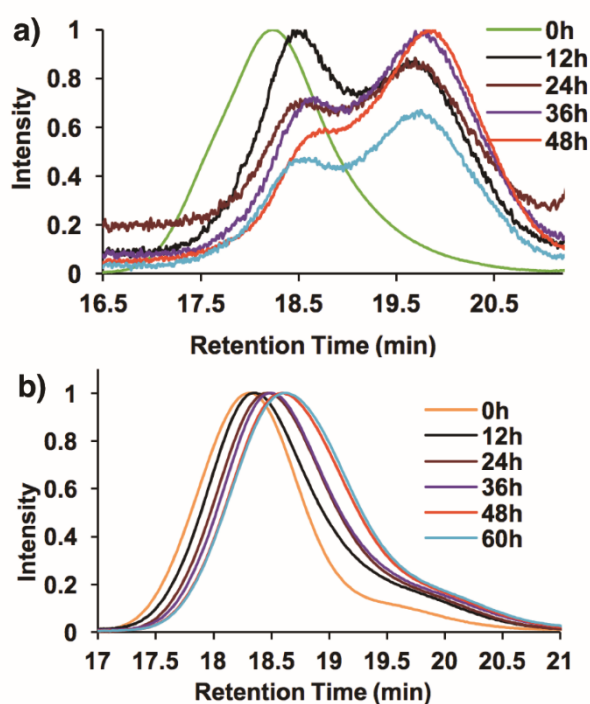 a)
1
0.8
0.6
0.4
0.2
0
Intensity
16.5 17.5 18.5 19.5 20.5
Retention Time (min)
0h
12h
24h
36h
48h
b)
1
0.8
0.6
0.4
0.2
0
Intensity
17 17.5 18 18.5 19 19.5 20 20.5 21
Retention Time (min)
0h
12h
24h
36h
48h
60h